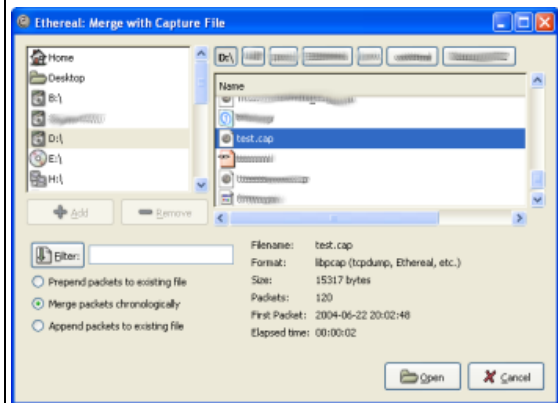 Ethereal: Merge with Capture File
Home
Desktop
B:\
D:\
E:\
H:\
Add
Remove
D:\
Name
test.cap
Filter:
Prepend packets to existing file
Merge packets chronologically
Append packets to existing file
Filename: test.cap
Format: libpcap (tcpdump, Ethereal, etc.)
Size: 15317 bytes
Packets: 120
First Packet: 2004-06-22 20:02:48
Elapsed time: 00:00:02
Open
Cancel